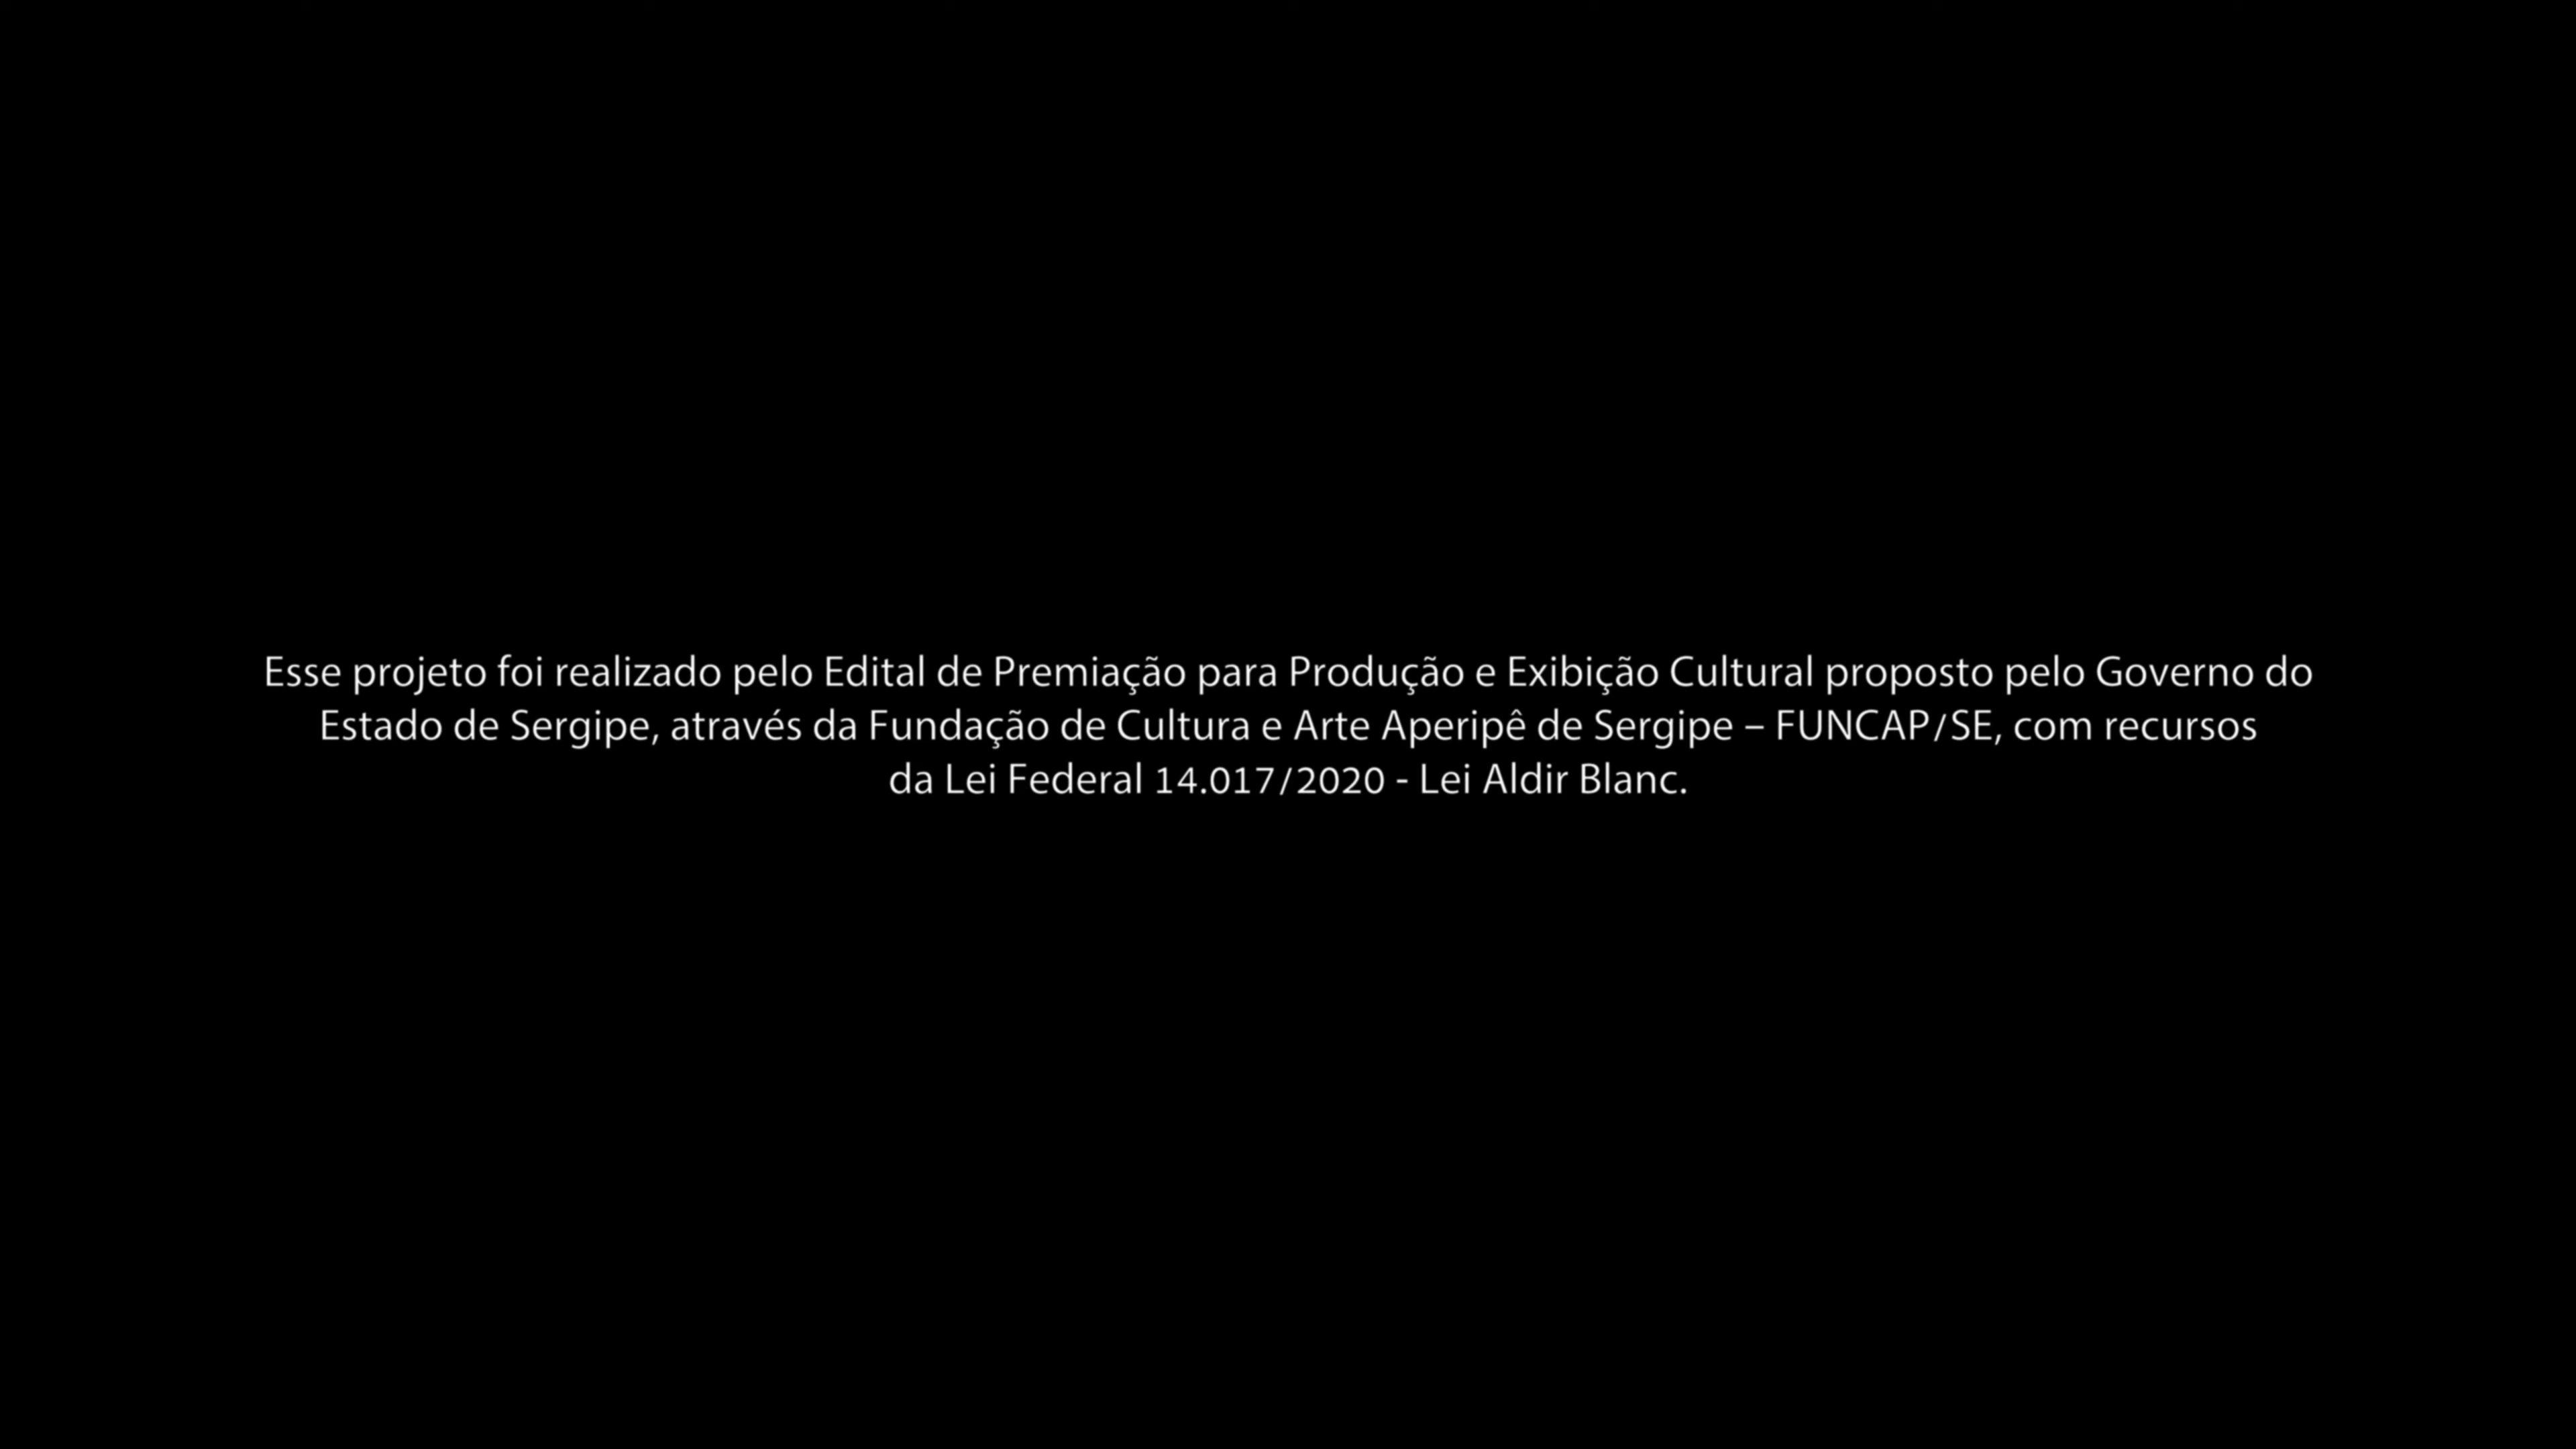 Esse projeto foi realizado pelo Edital de Premiação para Produção e Exibição Cultural proposto pelo Governo do
Estado de Sergipe, através da Fundação de Cultura e Arte Aperipê de Sergipe – FUNCAP/SE, com recursos
da Lei Federal 14.017/2020 - Lei Aldir Blanc.